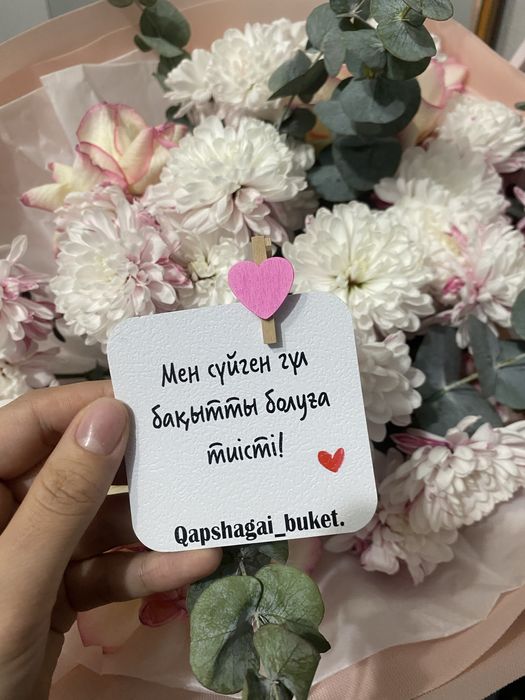 Мен сүйген гүл
бақытты болуға
тиісті!
Qapshagai_buket.